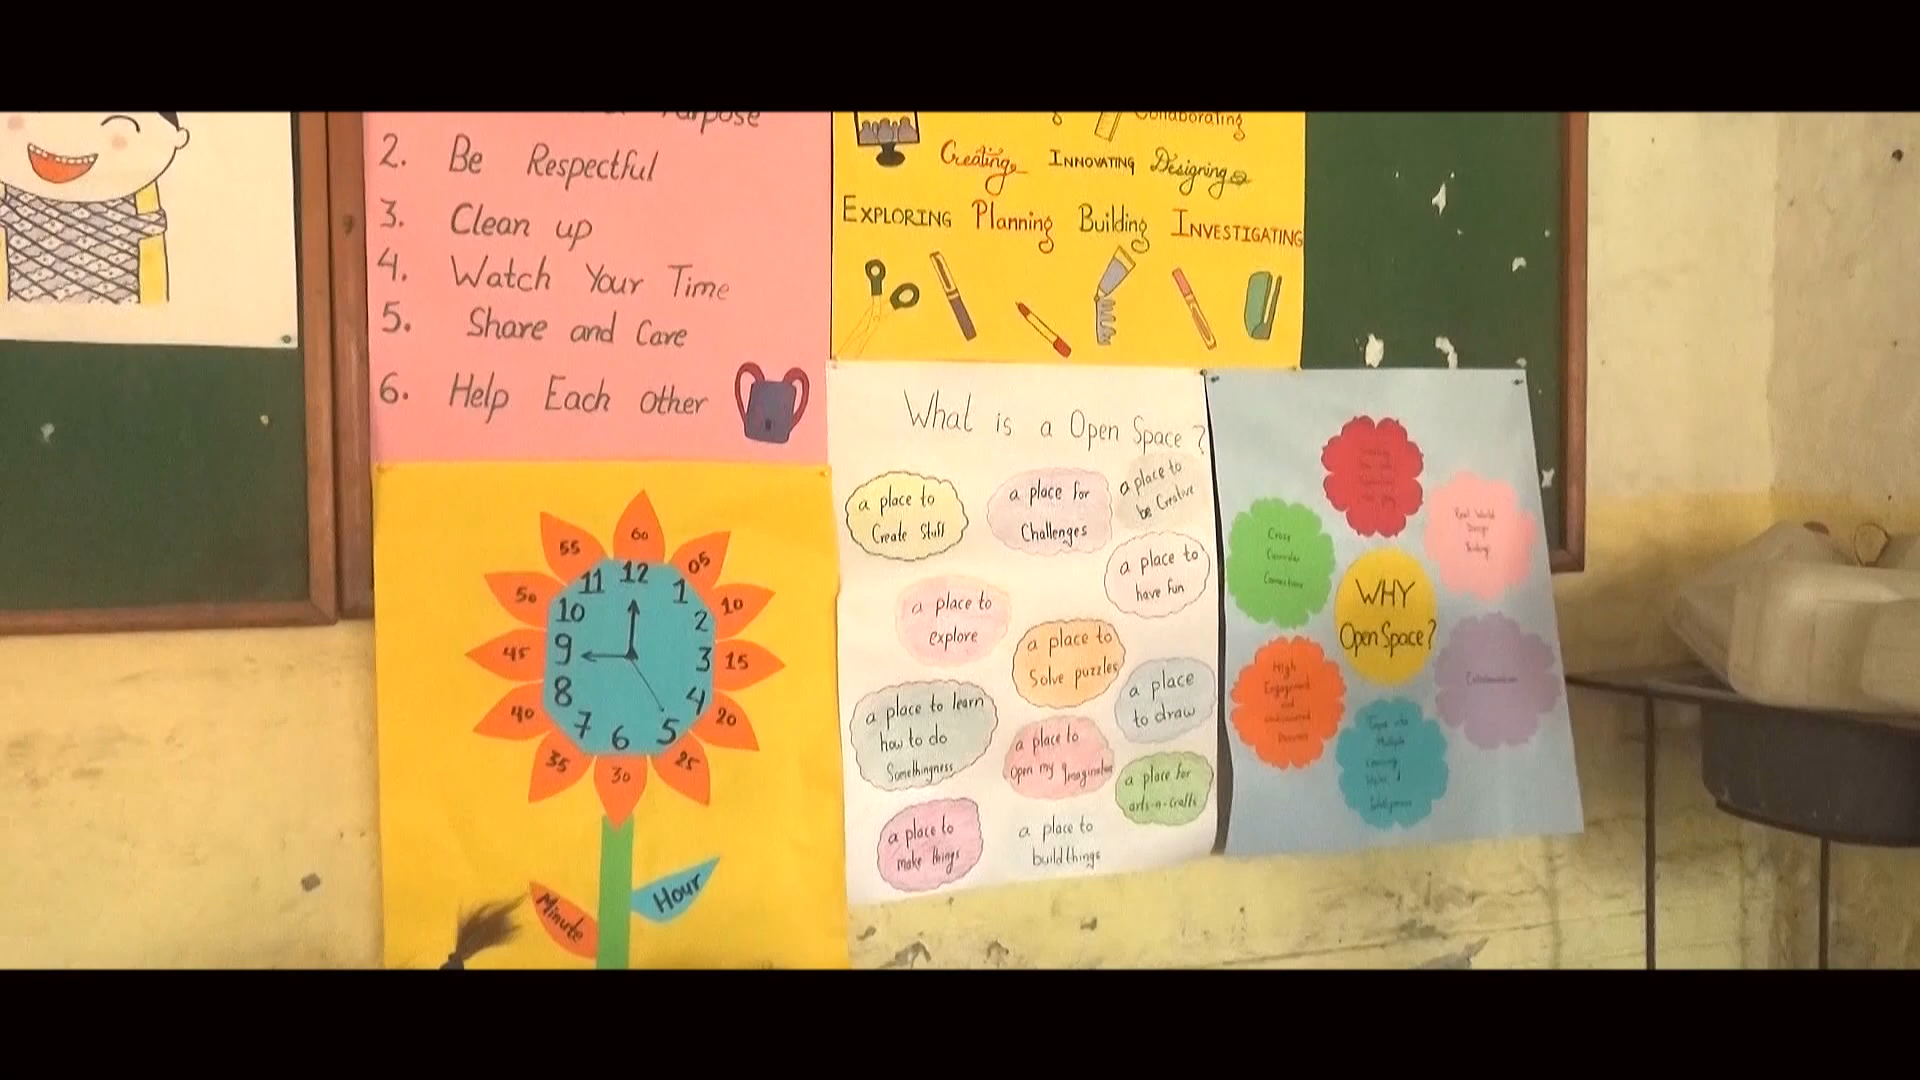 Purpose
2. Be Respectful
3. Clean up
4. Watch Your Time
5. Share and Care
6. Help Each other
Collaborating
Creating INNOVATING Designing
EXPLORING Planning Building INVESTIGATING
60
05
10
15
20
25
30
35
40
45
50
55
12
1
2
3
4
5
6
7
8
9
10
11
Minute
Hour
What is a Open Space?
a place to
Create Stuff
a place for
Challenges
a place to
be Creative
a place to
have fun
a place to
explore
a place to
Solve puzzles
a place
to draw
a place to learn
how to do
Somethingness
a place to
Open my Imagination
a place for
arts-n-crafts
a place to
make things
a place to
build things
WHY
Open Space?
Real World
Design
Cross
Curricular
Connections
High
Engagement
and
Collaboration
Multiple